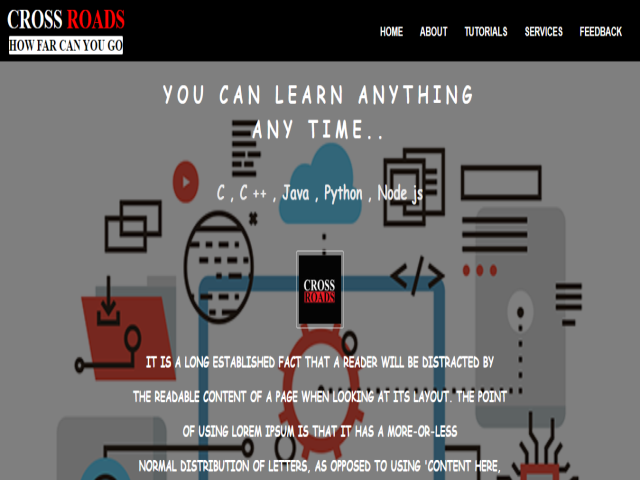 CROSS ROADS
HOW FAR CAN YOU GO
HOME ABOUT TUTORIALS SERVICES FEEDBACK
YOU CAN LEARN ANYTHING
ANY TIME..
C , C ++ , Java , Python , Node js
</>
CROSS
ROADS
IT IS A LONG ESTABLISHED FACT THAT A READER WILL BE DISTRACTED BY
THE READABLE CONTENT OF A PAGE WHEN LOOKING AT ITS LAYOUT. THE POINT
OF USING LOREM IPSUM IS THAT IT HAS A MORE-OR-LESS
NORMAL DISTRIBUTION OF LETTERS, AS OPPOSED TO USING 'CONTENT HERE,